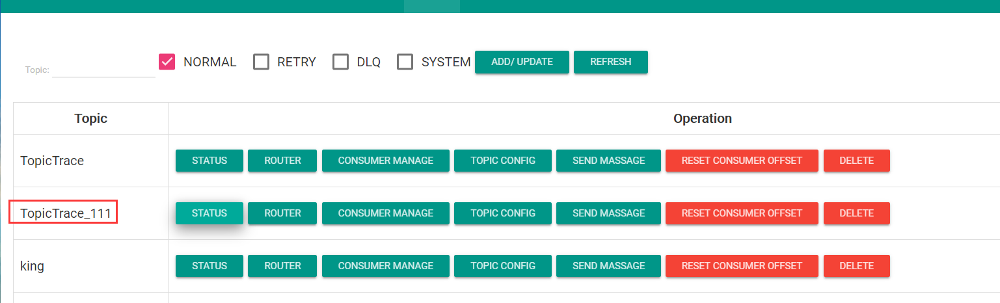 Topic: NORMAL RETRY DLQ SYSTEM ADD/ UPDATE REFRESH
Topic Operation
TopicTrace STATUS ROUTER CONSUMER MANAGE TOPIC CONFIG SEND MASSAGE RESET CONSUMER OFFSET DELETE
TopicTrace_111 STATUS ROUTER CONSUMER MANAGE TOPIC CONFIG SEND MASSAGE RESET CONSUMER OFFSET DELETE
king STATUS ROUTER CONSUMER MANAGE TOPIC CONFIG SEND MASSAGE RESET CONSUMER OFFSET DELETE